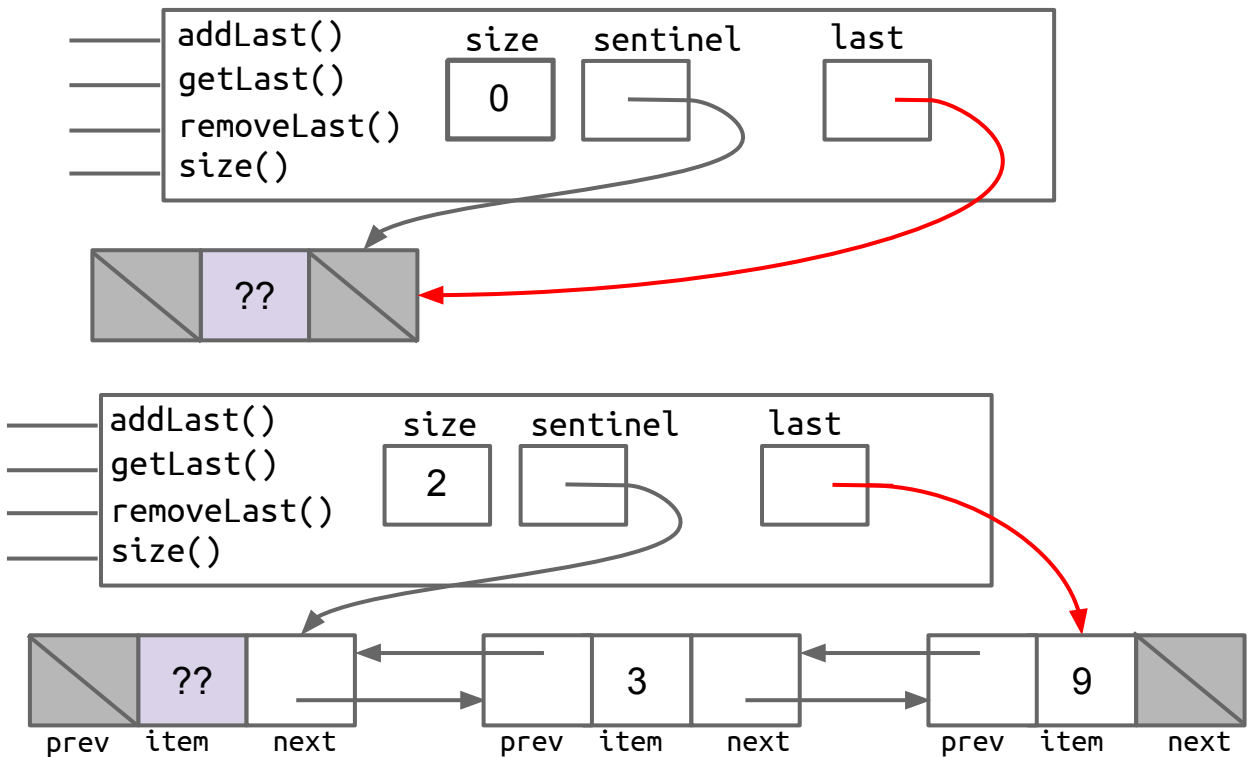 addLast() size sentinel last
getLast() 0
removeLast()
size()
??
addLast() size sentinel last
getLast() 2
removeLast()
size()
?? 3 9
prev item next prev item next prev item next